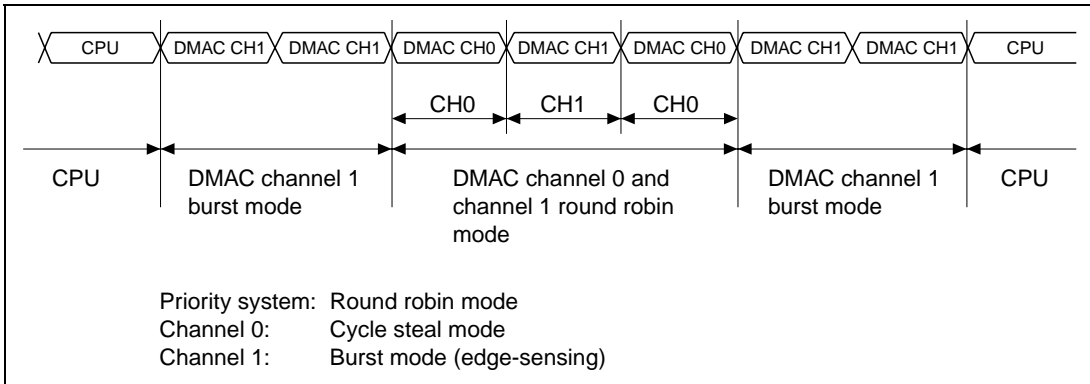 CPU DMAC CH1 DMAC CH1 DMAC CH0 DMAC CH1 DMAC CH0 DMAC CH1 DMAC CH1 CPU
CH0 CH1 CH0
CPU
DMAC channel 1
burst mode
DMAC channel 0 and
channel 1 round robin
mode
DMAC channel 1
burst mode
CPU
Priority system: Round robin mode
Channel 0: Cycle steal mode
Channel 1: Burst mode (edge-sensing)